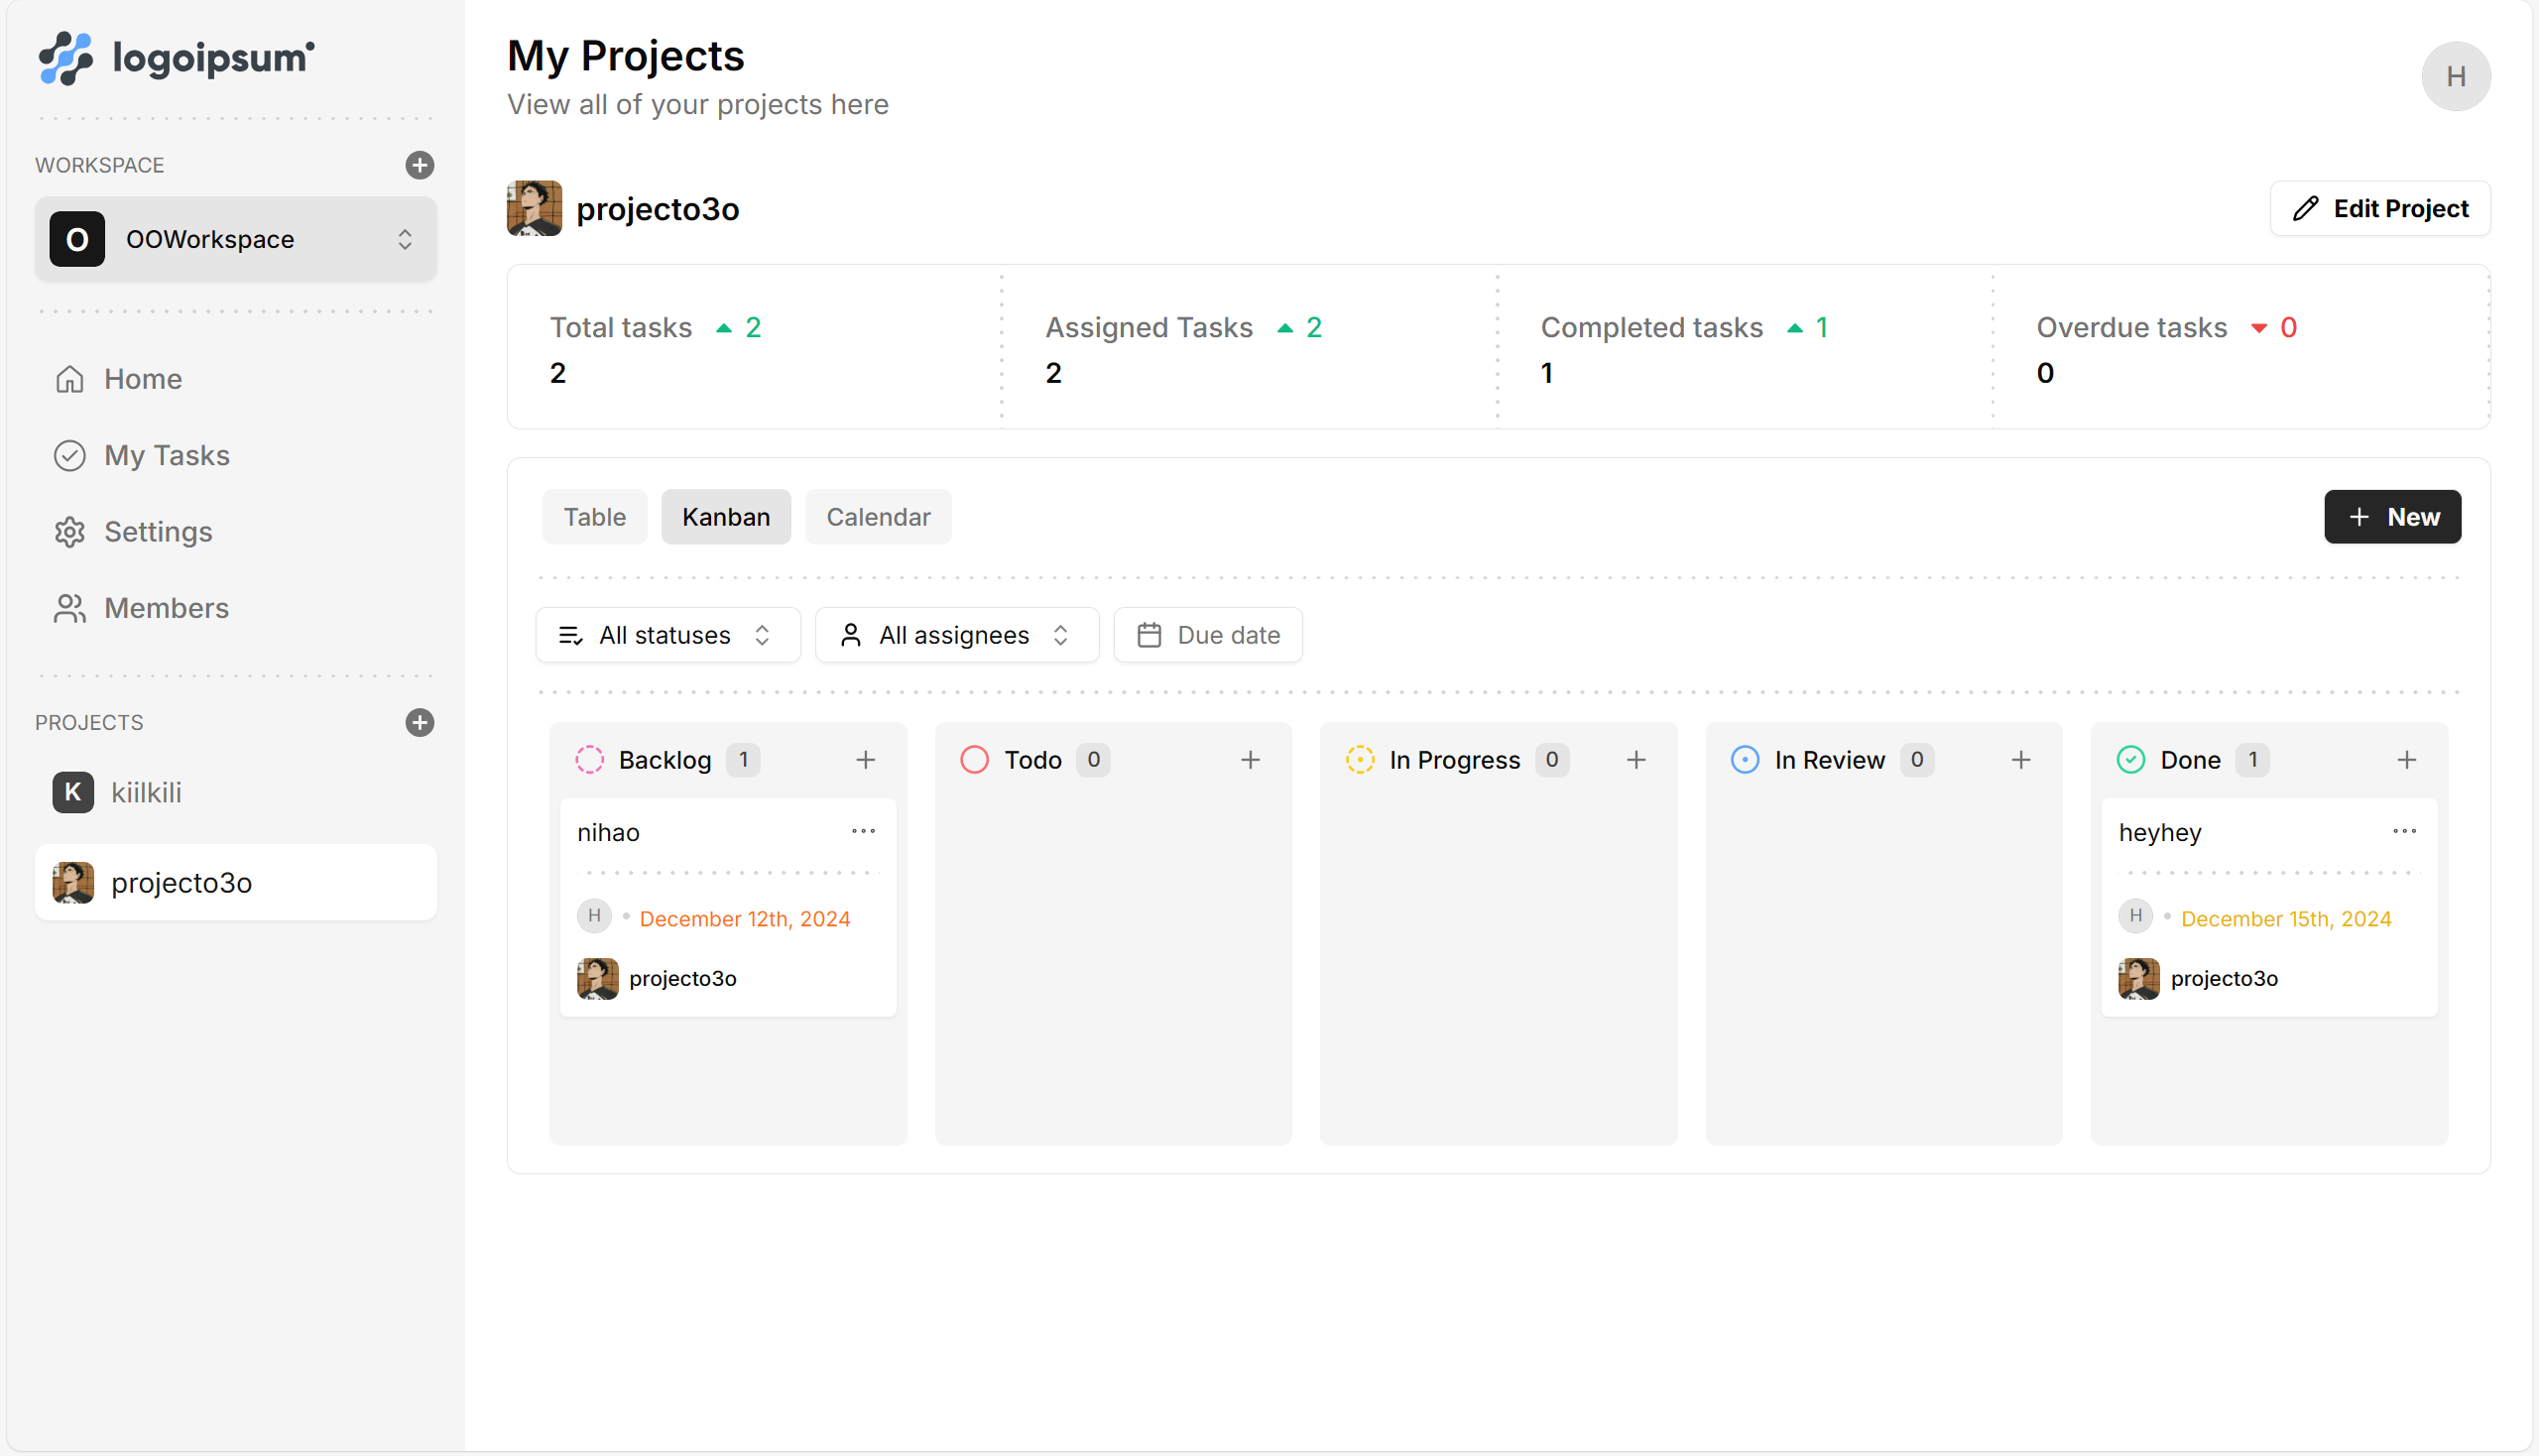 logoipsum
WORKSPACE
O OOWorkspace
Home
My Tasks
Settings
Members
PROJECTS
K kiilkili
projecto3o
My Projects
View all of your projects here
H
projecto3o
Edit Project
Total tasks 2
2
Assigned Tasks 2
2
Completed tasks 1
1
Overdue tasks 0
0
Table Kanban Calendar
+ New
All statuses All assignees Due date
Backlog 1 +
nihao ...
H • December 12th, 2024
projecto3o
Todo 0 +
In Progress 0 +
In Review 0 +
Done 1 +
heyhey ...
H • December 15th, 2024
projecto3o